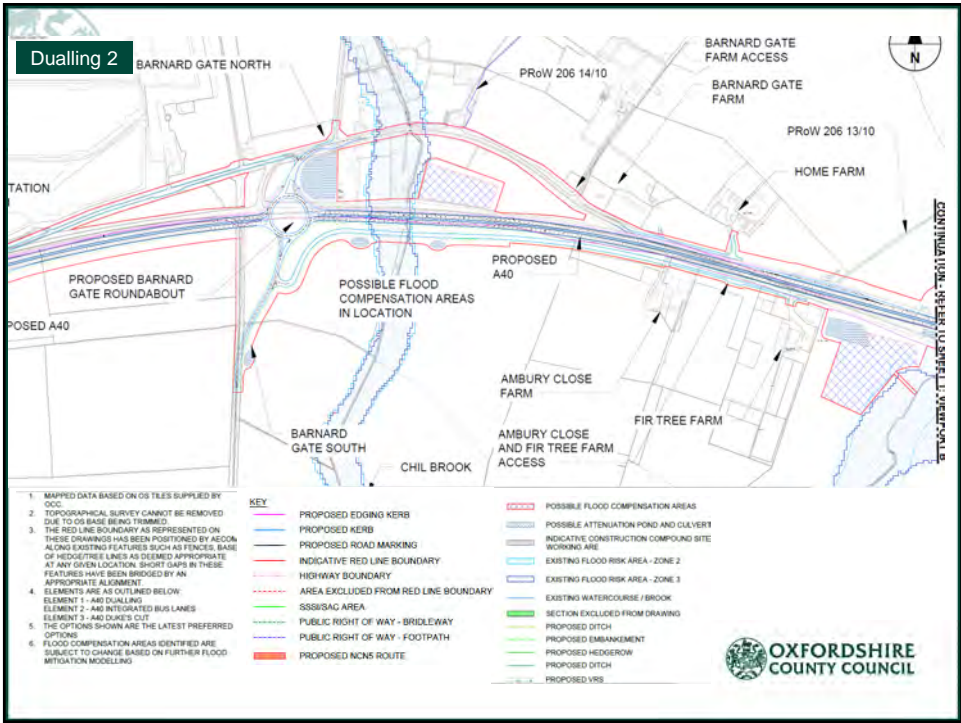 Dualling 2
BARNARD GATE NORTH
PRoW 206 14/10
BARNARD GATE
FARM ACCESS
BARNARD GATE
FARM
N
PRoW 206 13/10
HOME FARM
TATION
PROPOSED BARNARD
GATE ROUNDABOUT
POSED A40
POSSIBLE FLOOD
COMPENSATION AREAS
IN LOCATION
PROPOSED
A40
AMBURY CLOSE
FARM
FIR TREE FARM
AMBURY CLOSE
AND FIR TREE FARM
ACCESS
BARNARD
GATE SOUTH
CHIL BROOK
CONTINUATION - REFER TO SHEET 1: VIEWPORT B
1. MAPPED DATA BASED ON OS TILES SUPPLIED BY
OCC.
2. TOPOGRAPHICAL SURVEY CANNOT BE REMOVED
DUE TO OS BASE BEING TRIMMED.
3. THE RED LINE BOUNDARY AS REPRESENTED ON
THESE DRAWINGS HAS BEEN POSITIONED BY AECOM
ALONG EXISTING FEATURES SUCH AS FENCES, BASE
OF HEDGE/TREE LINES AS DEEMED APPROPRIATE
AT ANY GIVEN LOCATION. SHORT GAPS IN THESE
FEATURES HAVE BEEN BRIDGED BY AN
APPROPRIATE ALIGNMENT.
4. ELEMENTS ARE AS OUTLINED BELOW
ELEMENT 1 - A40 DUALLING
ELEMENT 2 - A40 INTEGRATED BUS LANES
ELEMENT 3 - A40 DUKE'S CUT
5. THE OPTIONS SHOWN ARE THE LATEST PREFERRED
OPTIONS
6. FLOOD COMPENSATION AREAS IDENTIFIED ARE
SUBJECT TO CHANGE BASED ON FURTHER FLOOD
MITIGATION MODELLING
KEY
PROPOSED EDGING KERB
PROPOSED KERB
PROPOSED ROAD MARKING
INDICATIVE RED LINE BOUNDARY
HIGHWAY BOUNDARY
AREA EXCLUDED FROM RED LINE BOUNDARY
SSSI/SAC AREA
PUBLIC RIGHT OF WAY - BRIDLEWAY
PUBLIC RIGHT OF WAY - FOOTPATH
PROPOSED NCN5 ROUTE
POSSIBLE FLOOD COMPENSATION AREAS
POSSIBLE ATTENUATION POND AND CULVERT
INDICATIVE CONSTRUCTION COMPOUND SITE
WORKING ARE
EXISTING FLOOD RISK AREA - ZONE 2
EXISTING FLOOD RISK AREA - ZONE 3
EXISTING WATERCOURSE / BROOK
SECTION EXCLUDED FROM DRAWING
PROPOSED DITCH
PROPOSED EMBANKEMENT
PROPOSED HEDGEROW
PROPOSED DITCH
PROPOSED VRS
OXFORDSHIRE
COUNTY COUNCIL